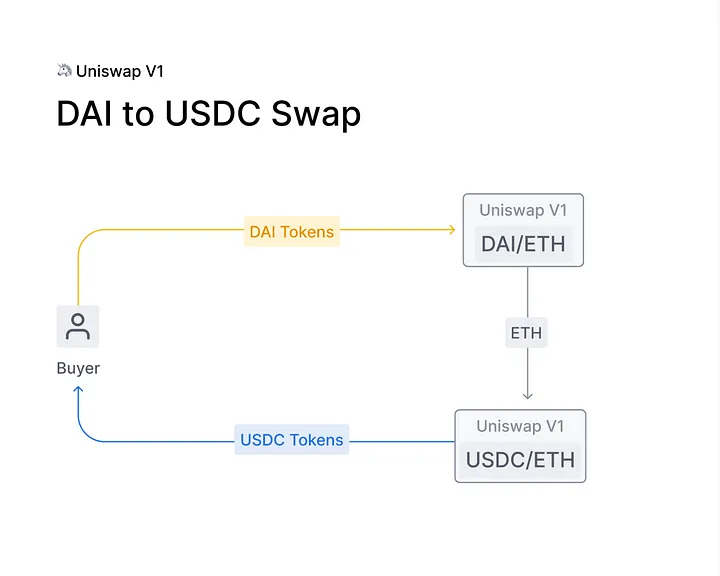 Uniswap V1
DAI to USDC Swap
DAI Tokens
Uniswap V1
DAI/ETH
ETH
Buyer
USDC Tokens
Uniswap V1
USDC/ETH